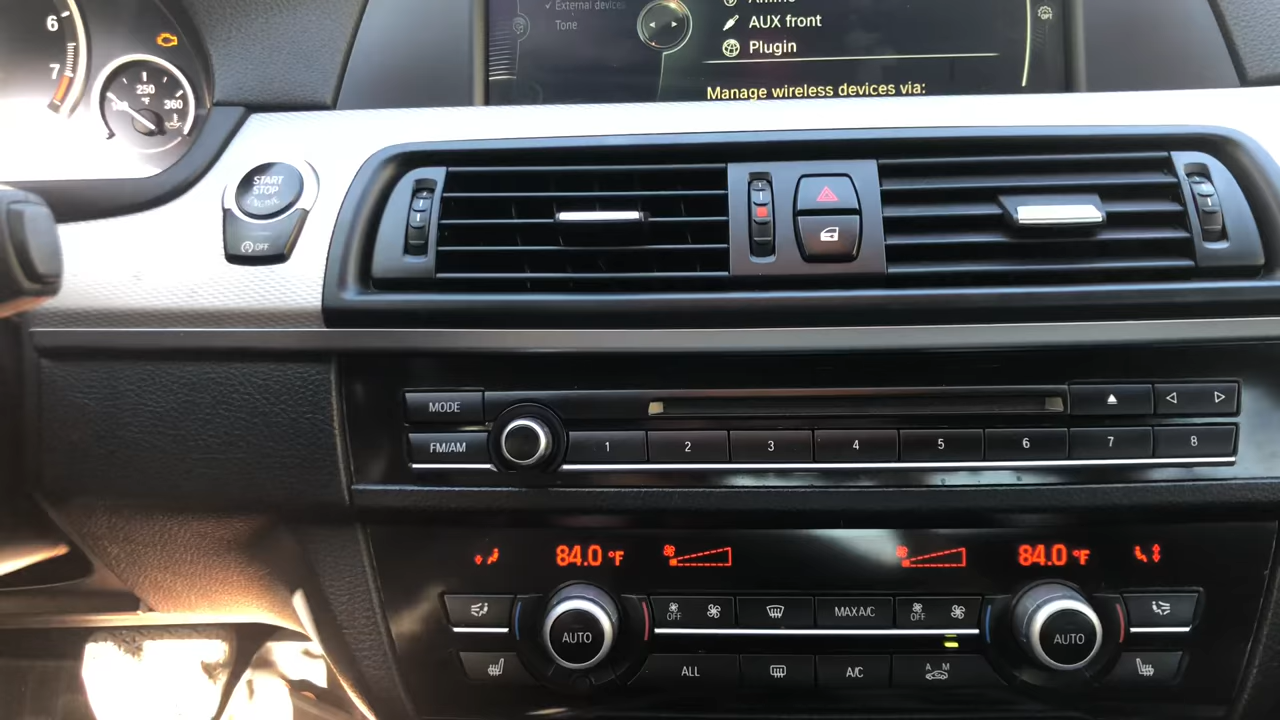 6
7
250
°F
360
External devices
Tone
AUX front
Plugin
Manage wireless devices via:
START
STOP
ENGINE
A OFF
MODE
FM/AM
1 2 3 4 5 6 7 8
84.0 °F 84.0 °F
AUTO OFF MAX A/C OFF AUTO
ALL A/C A M